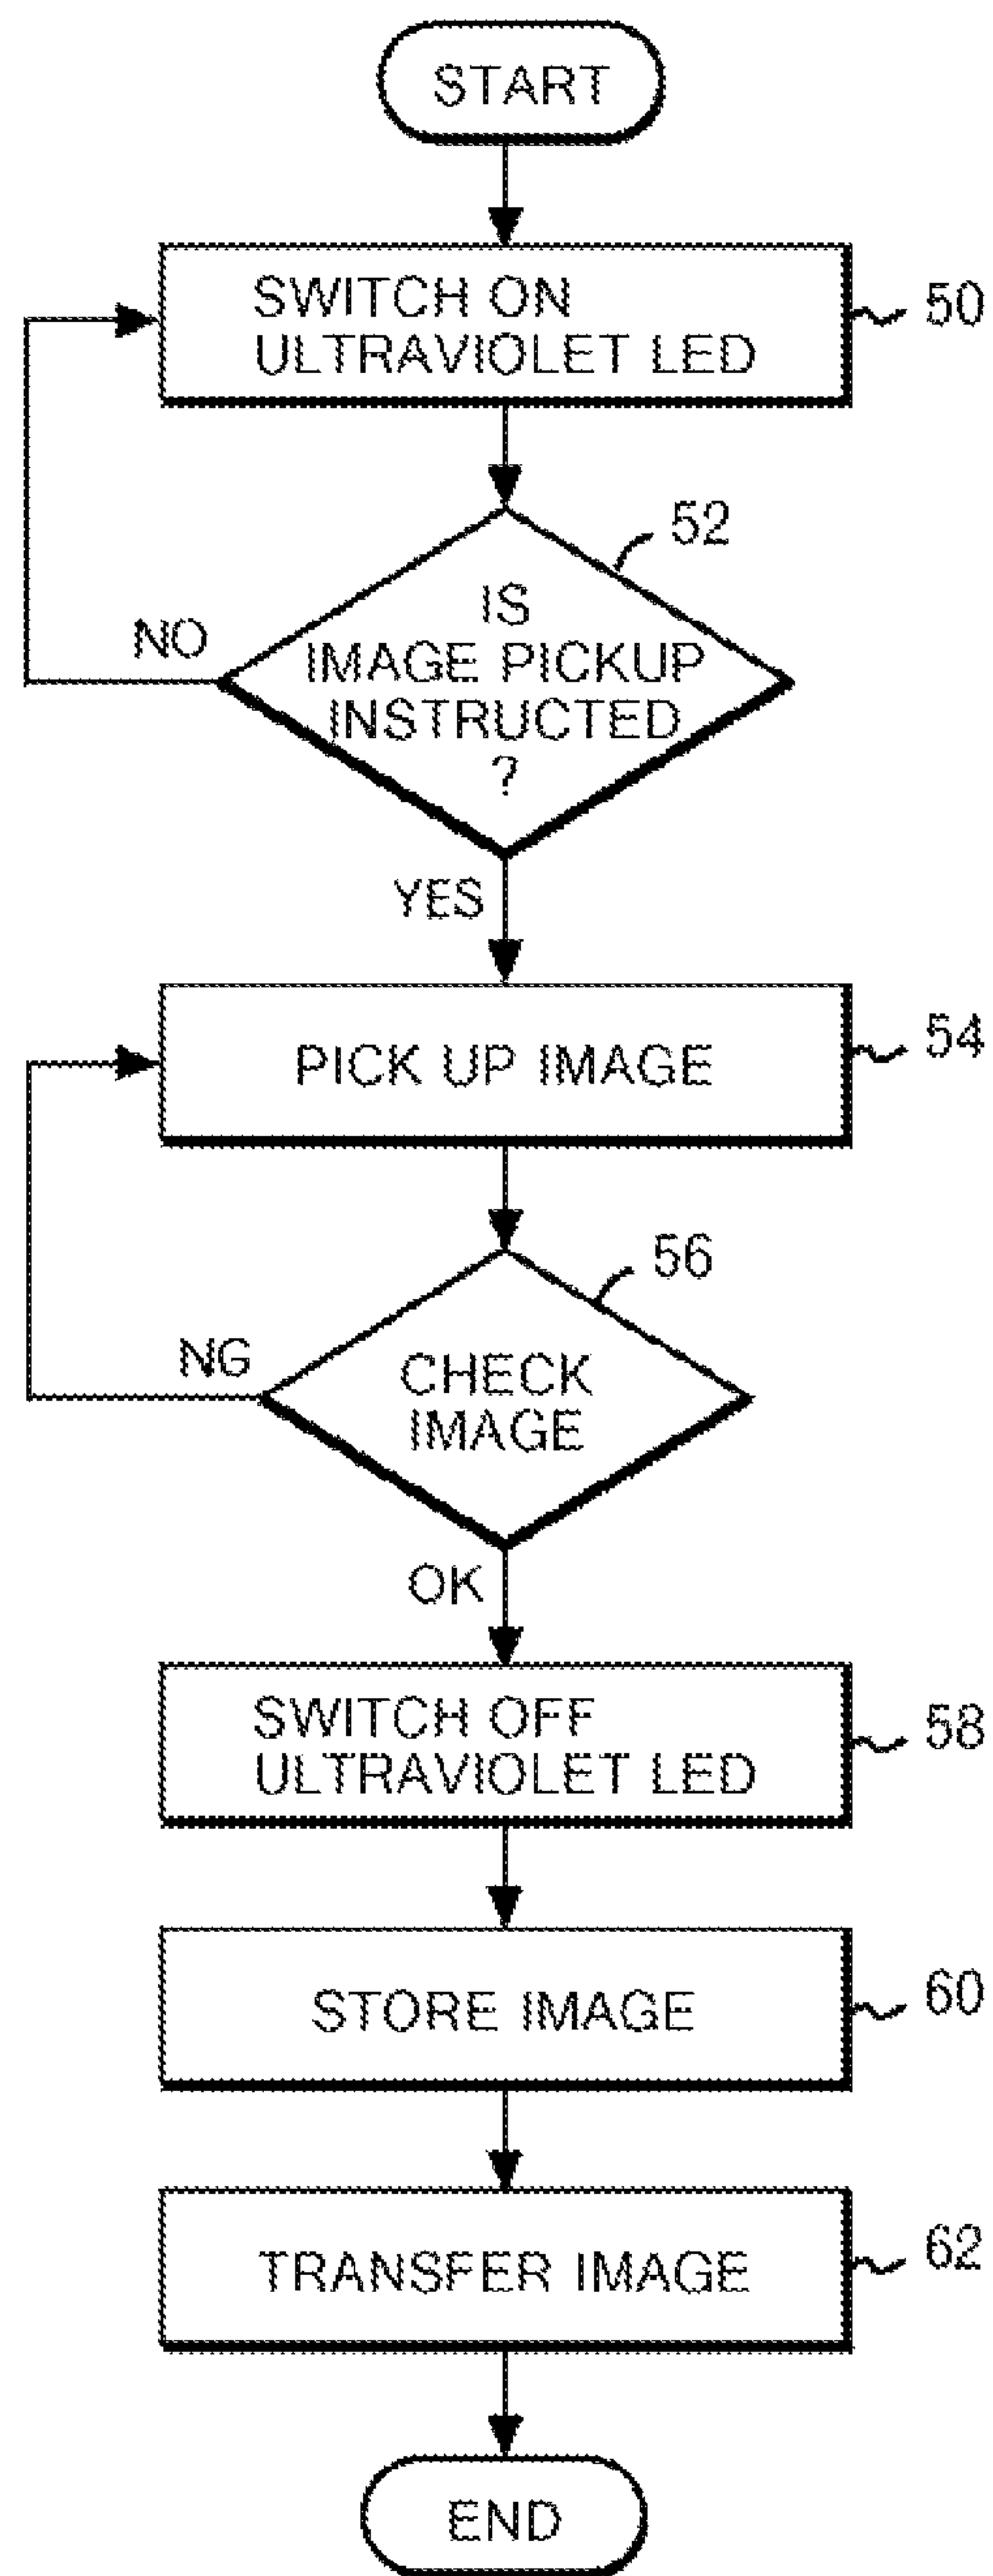 START
SWITCH ON
ULTRAVIOLET LED
50
52
IS
IMAGE PICKUP
INSTRUCTED
?
NO
YES
PICK UP IMAGE
54
56
CHECK
IMAGE
NG
OK
SWITCH OFF
ULTRAVIOLET LED
58
STORE IMAGE
60
TRANSFER IMAGE
62
END